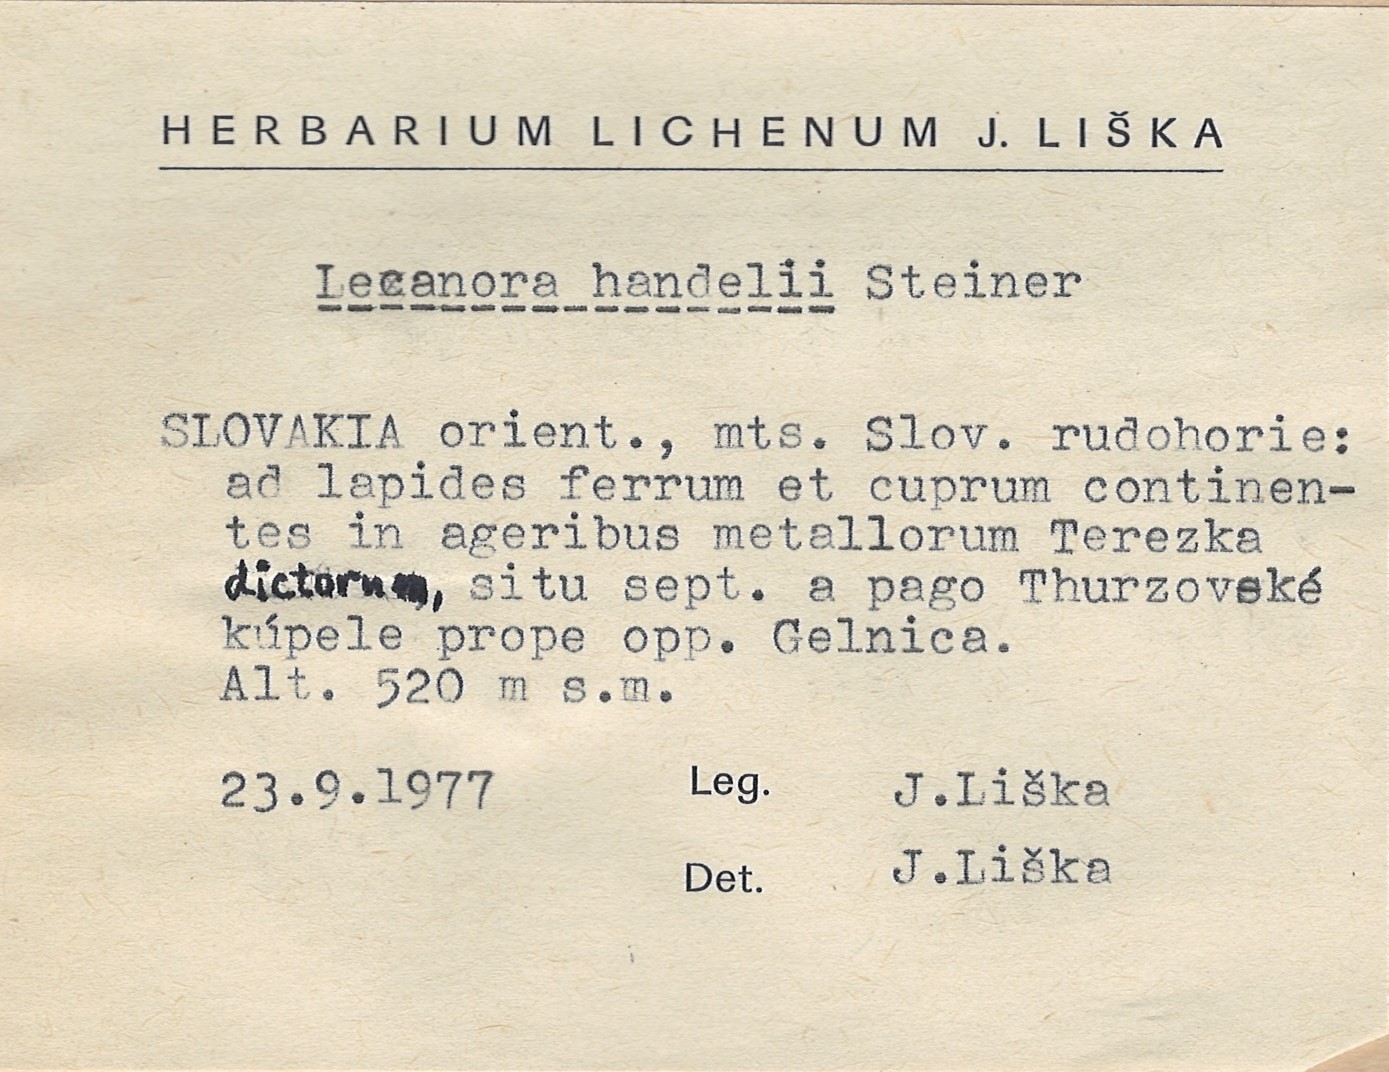 HERBARIUM LICHENUM J. LIŠKA
Lecanora handelii Steiner
SLOVAKIA orient., mts. Slov. rudohorie:
ad lapides ferrum et cuprum continen-
tes in ageribus metallorum Terezka
dictorum, situ sept. a pago Thurzovské
kúpele prope opp. Gelnica.
Alt. 520 m s.m.
23.9.1977 Leg. J.Liška
Det. J.Liška